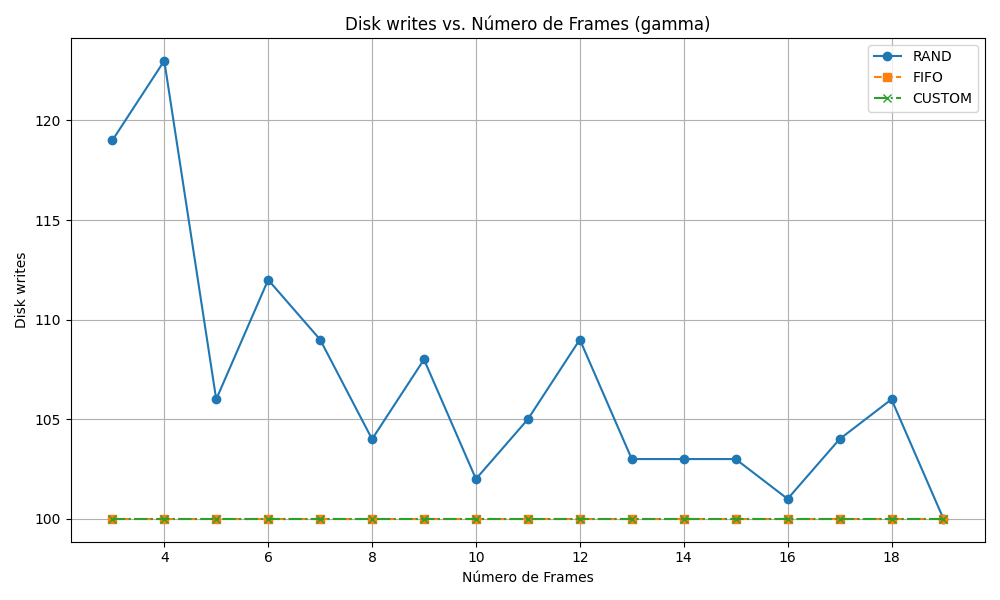 Disk writes vs. Número de Frames (gamma)
RAND
FIFO
CUSTOM
Disk writes
120
115
110
105
100
4 6 8 10 12 14 16 18
Número de Frames